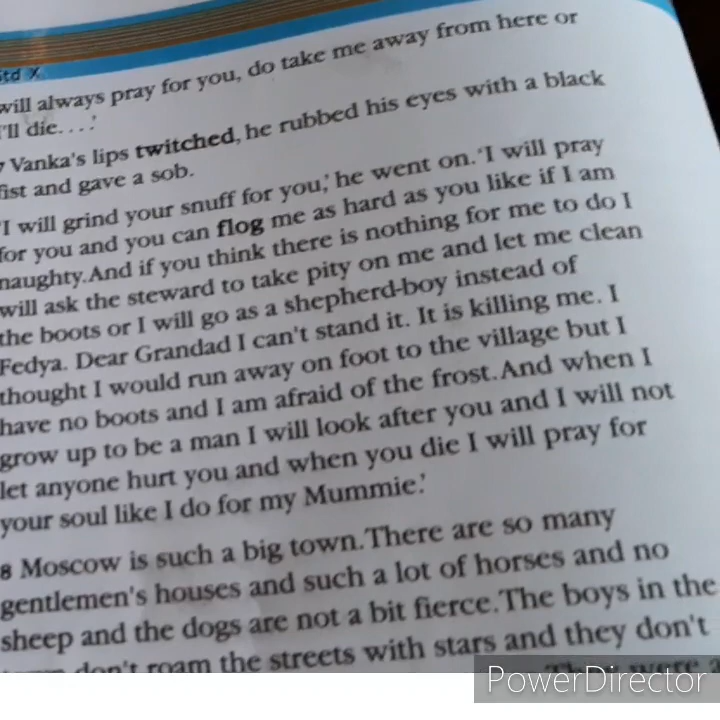 Std X
will always pray for you, do take me away from here or
I'll die....'
7 Vanka's lips twitched, he rubbed his eyes with a black
fist and gave a sob.
'I will grind your snuff for you,' he went on. 'I will pray
for you and you can flog me as hard as you like if I am
naughty. And if you think there is nothing for me to do I
will ask the steward to take pity on me and let me clean
the boots or I will go as a shepherd-boy instead of
Fedya. Dear Grandad I can't stand it. It is killing me. I
thought I would run away on foot to the village but I
have no boots and I am afraid of the frost. And when I
grow up to be a man I will look after you and I will not
let anyone hurt you and when you die I will pray for
your soul like I do for my Mummie.'
8 Moscow is such a big town. There are so many
gentlemen's houses and such a lot of horses and no
sheep and the dogs are not a bit fierce. The boys in the
don't roam the streets with stars and they don't
PowerDirector